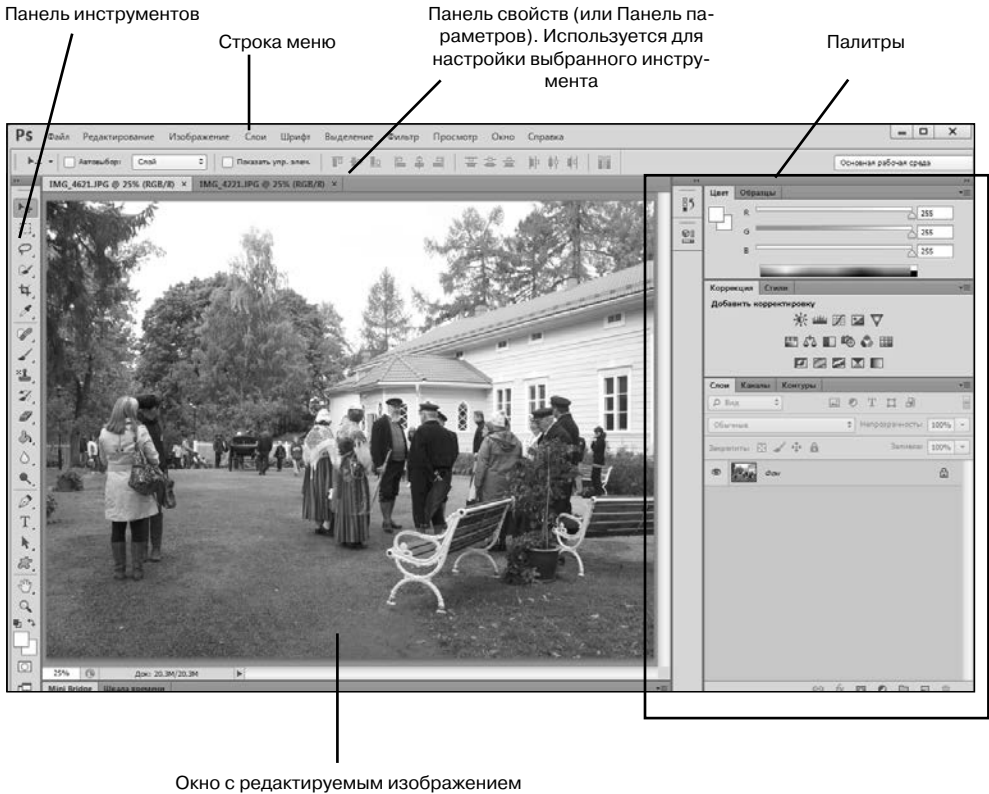 Панель инструментов
Строка меню
Панель свойств (или Панель па-
раметров). Используется для
настройки выбранного инстру-
мента
Палитры
Ps Файл Редактирование Изображение Слои Шрифт Выделение Фильтр Просмотр Окно Справка
Автовыбор: Слой Показать упр. элем. Основная рабочая среда
IMG_4621.JPG @ 25% (RGB/8) × IMG_4221.JPG @ 25% (RGB/8) ×
Цвет Образцы
R 255
G 255
B 255
Коррекция Стили
Добавить корректировку
Слои Каналы Контуры
Вид
Обычные Непрозрачность: 100%
Закрепить: Заливка: 100%
Фон
25% Док: 20,3M/20,3M
Mini Bridge Шкала времени
Окно с редактируемым изображением